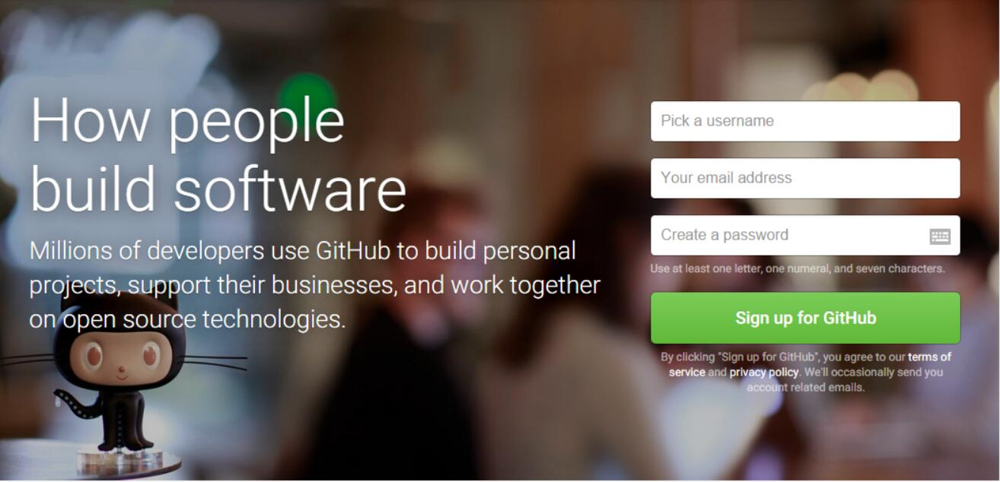 How people
build software
Millions of developers use GitHub to build personal
projects, support their businesses, and work together
on open source technologies.
Pick a username
Your email address
Create a password
Use at least one letter, one numeral, and seven characters.
Sign up for GitHub
By clicking "Sign up for GitHub", you agree to our terms of
service and privacy policy. We'll occasionally send you
account related emails.